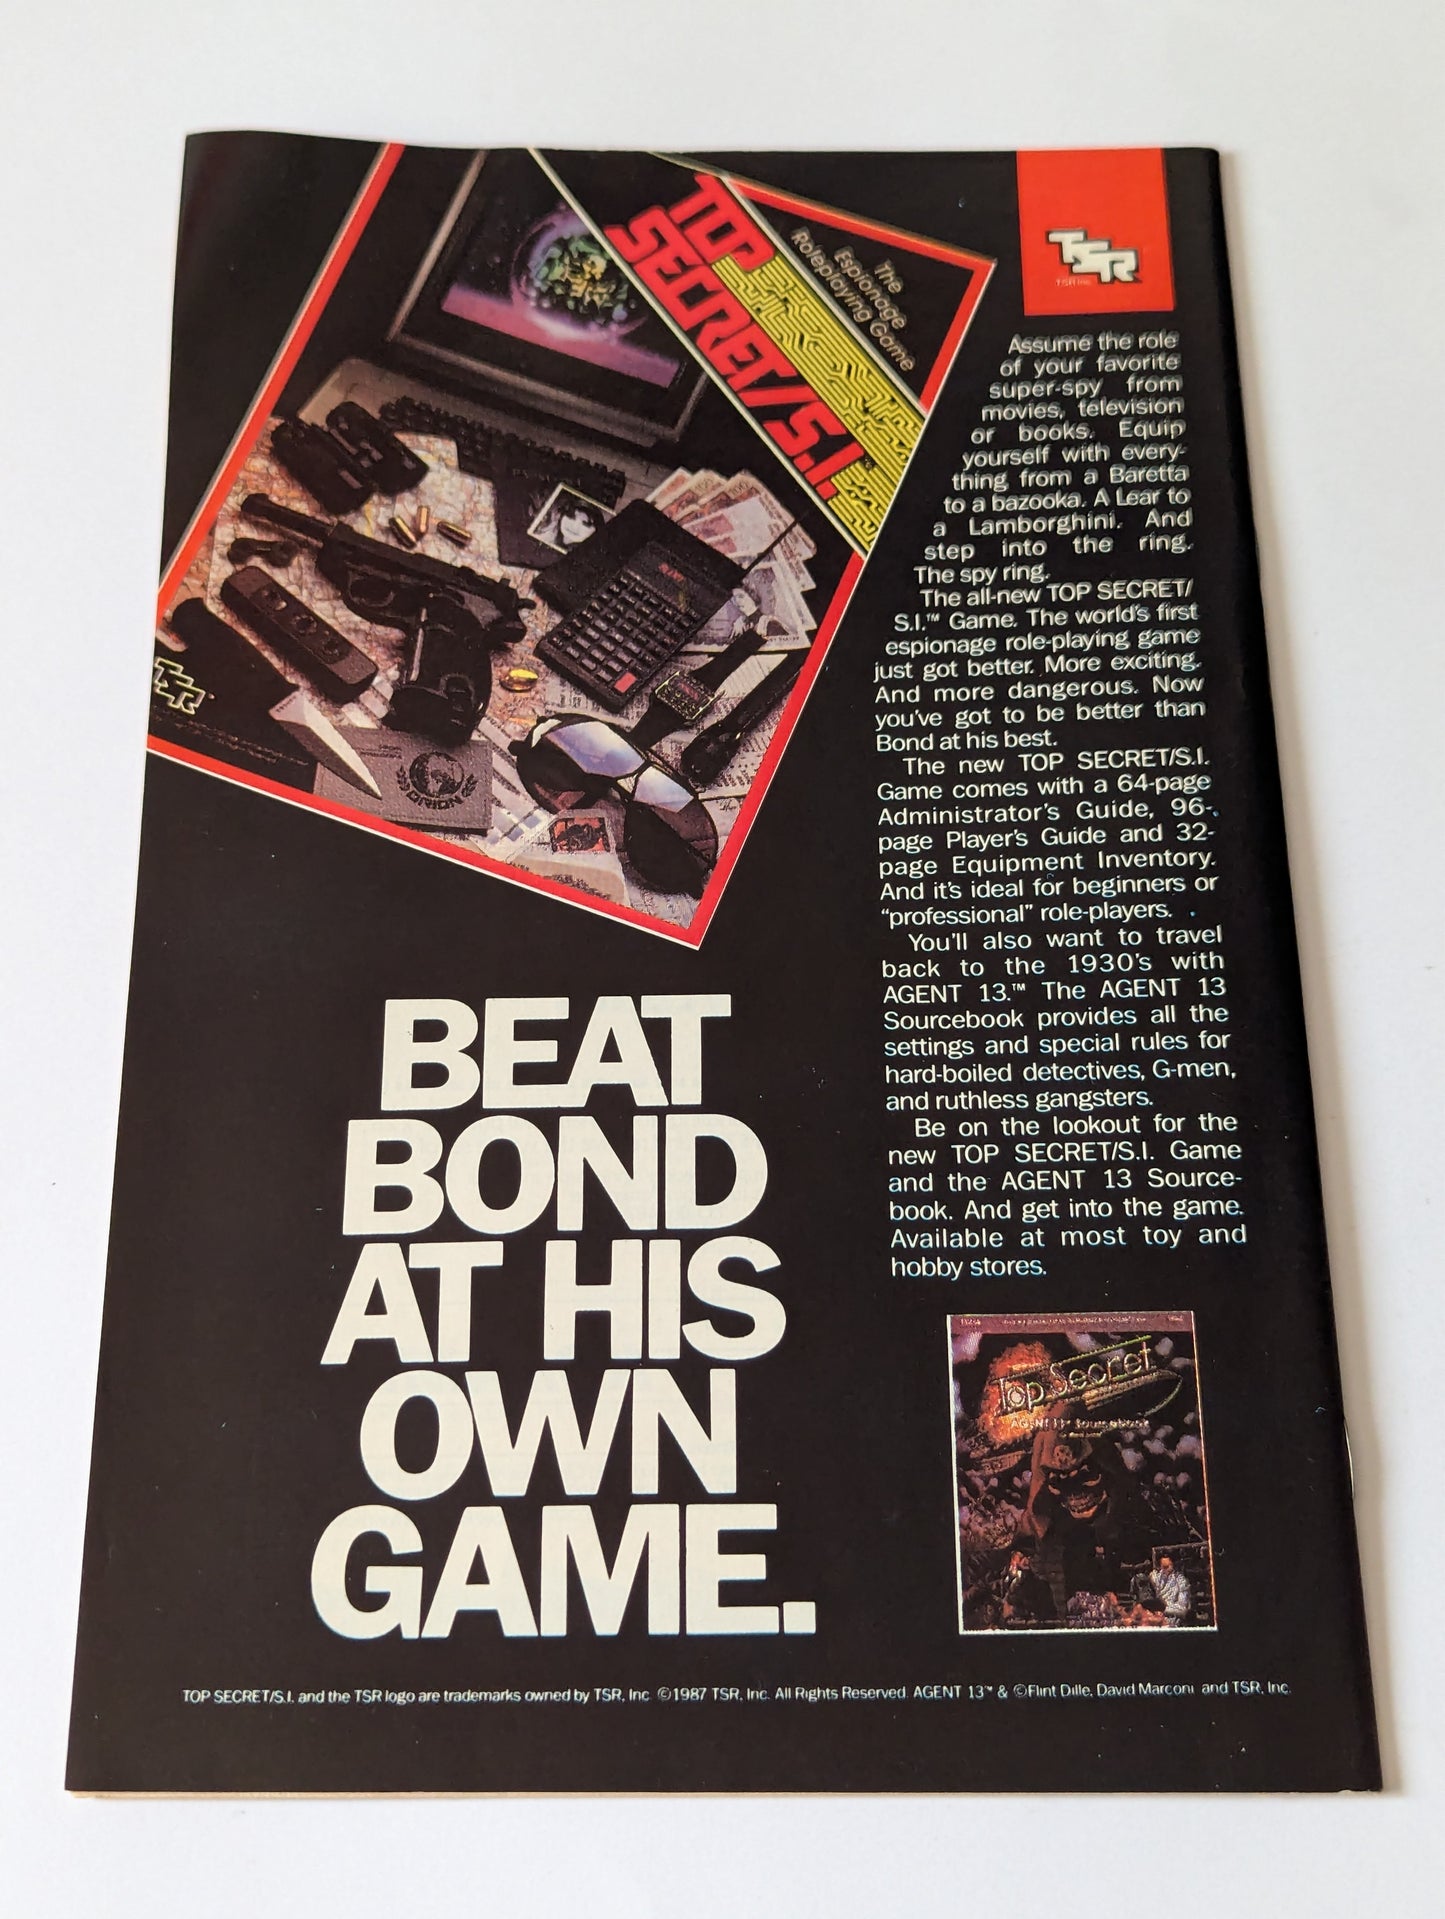 TOP
SECRET/S.I.
The
Espionage
Roleplaying Game
TSR
ORION
TSR
TSR Inc.
Assume the role
of your favorite
super-spy from
movies, television
or books. Equip
yourself with every-
thing from a Baretta
to a bazooka. A Lear to
a Lamborghini. And
step into the ring.
The spy ring.
The all-new TOP SECRET/
S.I.™ Game. The world's first
espionage role-playing game
just got better. More exciting.
And more dangerous. Now
you've got to be better than
Bond at his best.
The new TOP SECRET/S.I.
Game comes with a 64-page
Administrator's Guide, 96-
page Player's Guide and 32-
page Equipment Inventory.
And it's ideal for beginners or
"professional" role-players.
You'll also want to travel
back to the 1930's with
AGENT 13.™ The AGENT 13
Sourcebook provides all the
settings and special rules for
hard-boiled detectives, G-men,
and ruthless gangsters.
Be on the lookout for the
new TOP SECRET/S.I. Game
and the AGENT 13 Source-
book. And get into the game.
Available at most toy and
hobby stores.
BEAT
BOND
AT HIS
OWN
GAME.
Top Secret
AGENT 13™ Sourcebook
TOP SECRET/S.I. and the TSR logo are trademarks owned by TSR, Inc. ©1987 TSR, Inc. All Rights Reserved. AGENT 13™ & ©Flint Dille, David Marconi and TSR, Inc.